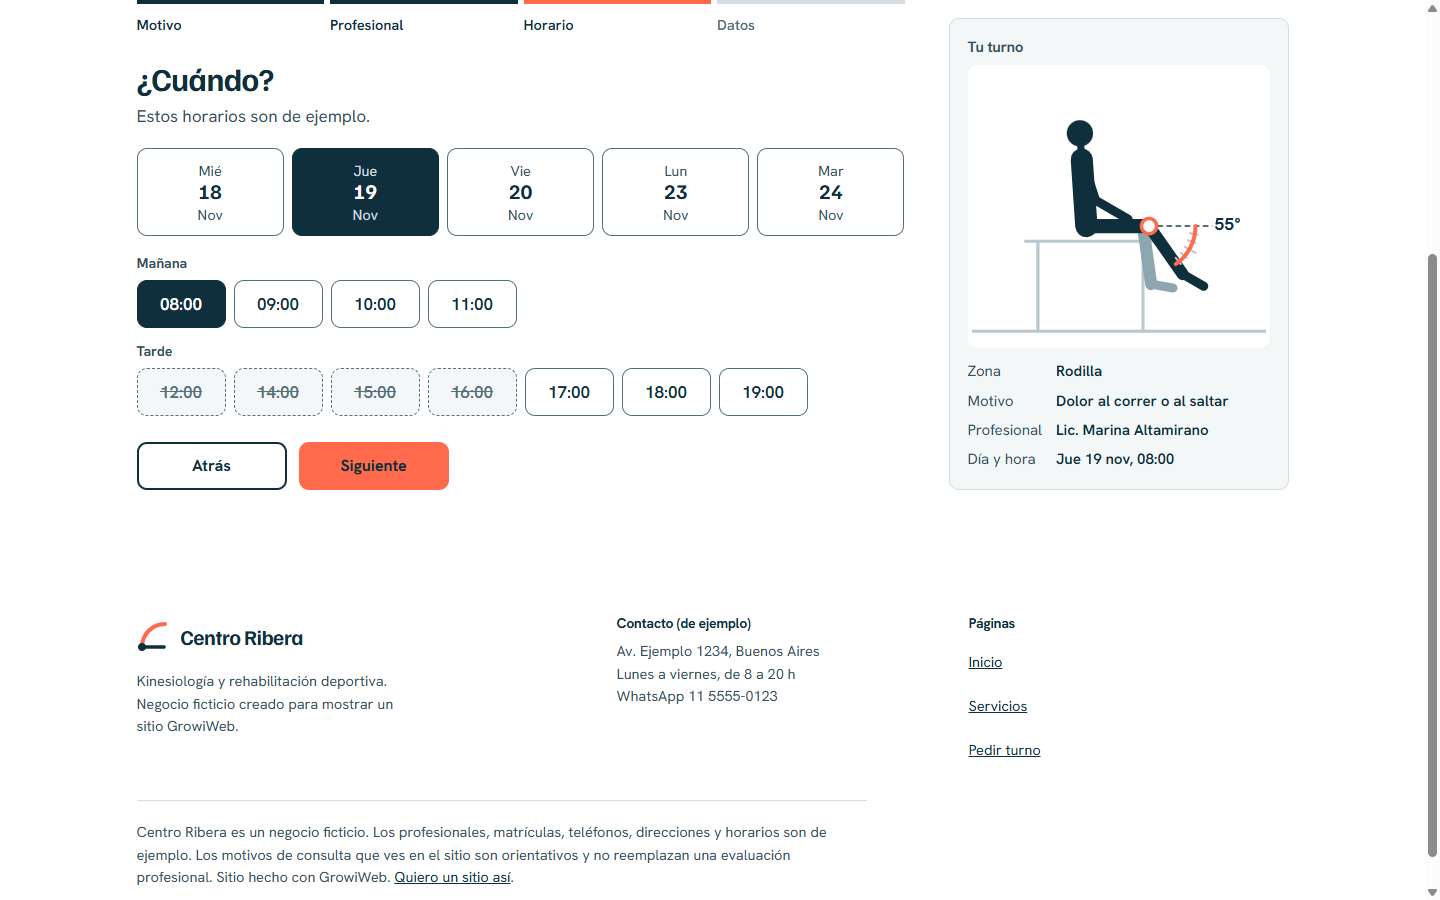 Motivo
Profesional
Horario
Datos
¿Cuándo?
Estos horarios son de ejemplo.
Mié
18
Nov
Jue
19
Nov
Vie
20
Nov
Lun
23
Nov
Mar
24
Nov
Mañana
08:00
09:00
10:00
11:00
Tarde
12:00
14:00
15:00
16:00
17:00
18:00
19:00
Atrás
Siguiente
Tu turno
55°
Zona Rodilla
Motivo Dolor al correr o al saltar
Profesional Lic. Marina Altamirano
Día y hora Jue 19 nov, 08:00
Centro Ribera
Kinesiología y rehabilitación deportiva.
Negocio ficticio creado para mostrar un
sitio GrowiWeb.
Contacto (de ejemplo)
Av. Ejemplo 1234, Buenos Aires
Lunes a viernes, de 8 a 20 h
WhatsApp 11 5555-0123
Páginas
Inicio
Servicios
Pedir turno
Centro Ribera es un negocio ficticio. Los profesionales, matrículas, teléfonos, direcciones y horarios son de
ejemplo. Los motivos de consulta que ves en el sitio son orientativos y no reemplazan una evaluación
profesional. Sitio hecho con GrowiWeb. Quiero un sitio así.